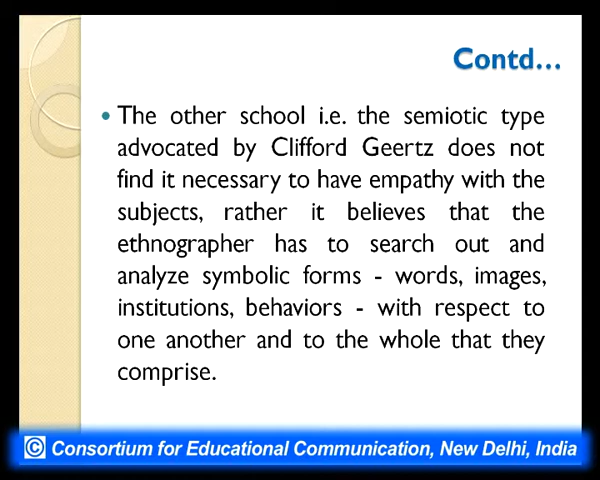 Contd...
• The other school i.e. the semiotic type
advocated by Clifford Geertz does not
find it necessary to have empathy with the
subjects, rather it believes that the
ethnographer has to search out and
analyze symbolic forms - words, images,
institutions, behaviors - with respect to
one another and to the whole that they
comprise.
© Consortium for Educational Communication, New Delhi, India